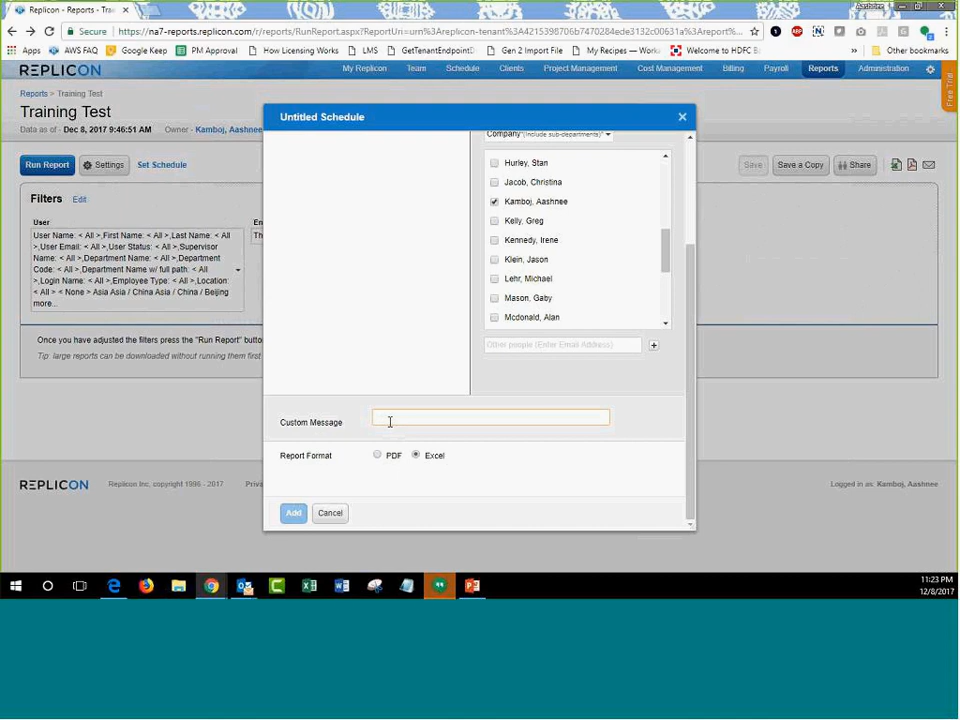 Replicon - Reports - Trai
https://na7-reports.replicon.com/r/reports/RunReport.aspx?ReportUri=urn%3Areplicon-tenant%3A4215398706b7470284ede3132c00631a%3Areport%
Secure
Apps AWS FAQ Google Keep PM Approval How Licensing Works LMS GetTenantEndpointD Gen 2 Import File My Recipes — Works Welcome to HDFC B » Other bookmarks
REPLICON My Replicon Team Schedule Clients Project Management Cost Management Billing Payroll Reports Administration
Free Trial
Reports > Training Test
Training Test
Data as of - Dec 8, 2017 9:46:51 AM Owner - Kamboj, Aashnee
Run Report Settings Set Schedule Save Save a Copy Share
Filters Edit
User En
User Name: < All >,First Name: < All >,Last Name: < All Th
>,User Email: < All >,User Status: < All >,Supervisor
Name: < All >,Department Name: < All >,Department
Code: < All >,Department Name w/ full path: < All
>,Login Name: < All >,Employee Type: < All >,Location:
< All > < None > Asia Asia / China Asia / China / Beijing
more...
Once you have adjusted the filters press the "Run Report" butto
Tip large reports can be downloaded without running them first
Untitled Schedule
Company*(Include sub-departments)*
Hurley, Stan
Jacob, Christina
Kamboj, Aashnee
Kelly, Greg
Kennedy, Irene
Klein, Jason
Lehr, Michael
Mason, Gaby
Mcdonald, Alan
Other people (Enter Email Address)
Custom Message
Report Format PDF Excel
Add Cancel
REPLICON Replicon Inc, copyright 1996 - 2017 Priva Logged in as: Kamboj, Aashnee
11:23 PM
12/8/2017